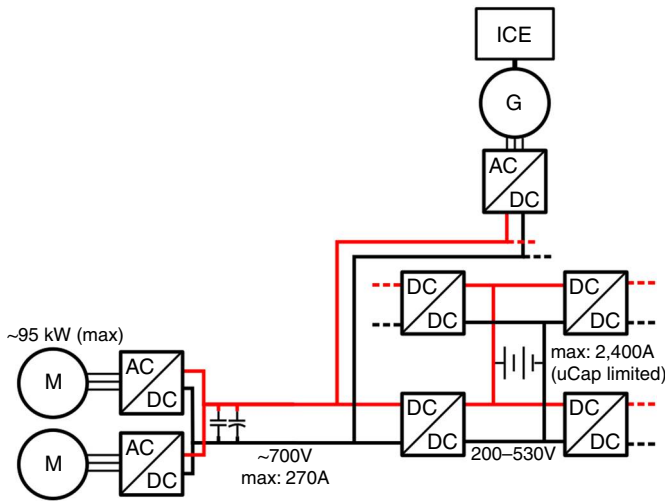 ICE
G
AC
DC
DC
DC
DC
DC
~95 kW (max)
max: 2,400A
(uCap limited)
M
AC
DC
DC
DC
DC
DC
M
AC
DC
~700V
max: 270A
200–530V